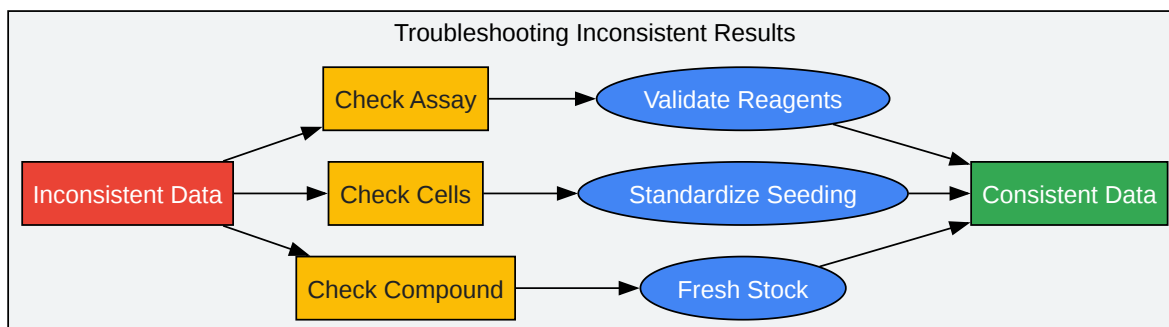 Troubleshooting Inconsistent Results
Check Assay
Validate Reagents
Inconsistent Data
Check Cells
Standardize Seeding
Consistent Data
Check Compound
Fresh Stock